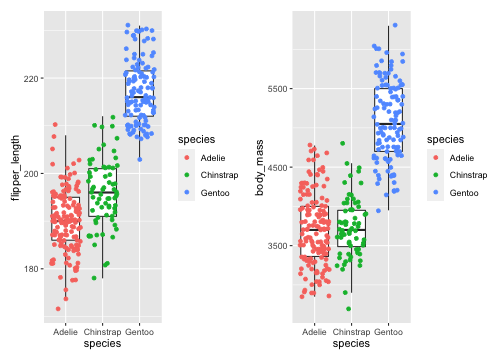 flipper_length
220
200
180
Adelie Chinstrap Gentoo
species
species
Adelie
Chinstrap
Gentoo
body_mass
5500
4500
3500
Adelie Chinstrap Gentoo
species
species
Adelie
Chinstrap
Gentoo